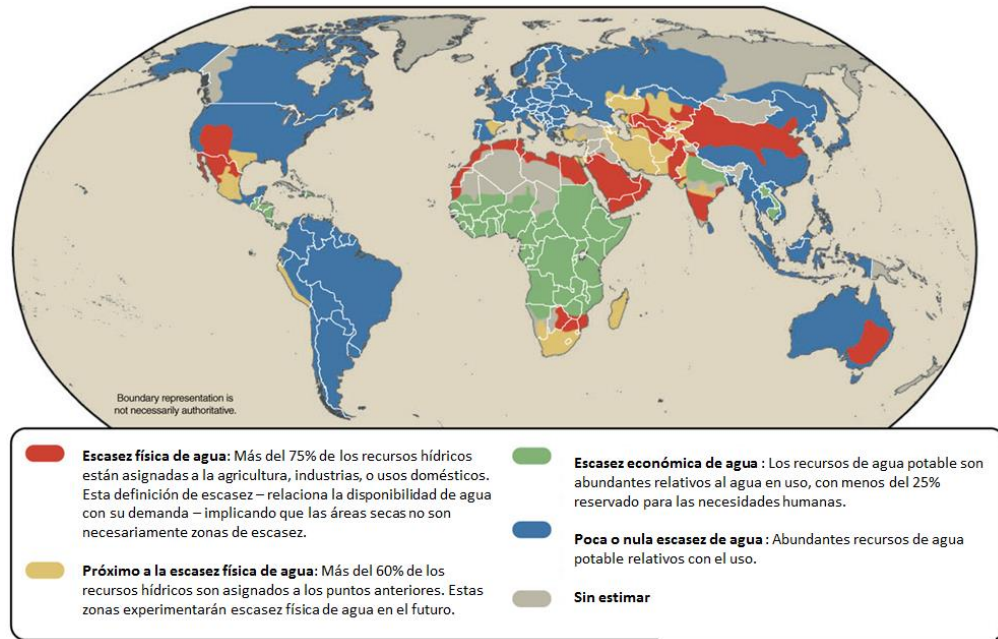 Boundary representation is
not necessarily authoritative.
Escasez física de agua: Más del 75% de los recursos hídricos
están asignadas a la agricultura, industrias, o usos domésticos.
Esta definición de escasez – relaciona la disponibilidad de agua
con su demanda – implicando que las áreas secas no son
necesariamente zonas de escasez.
Próximo a la escasez física de agua: Más del 60% de los
recursos hídricos son asignados a los puntos anteriores. Estas
zonas experimentarán escasez física de agua en el futuro.
Escasez económica de agua : Los recursos de agua potable son
abundantes relativos al agua en uso, con menos del 25%
reservado para las necesidades humanas.
Poca o nula escasez de agua : Abundantes recursos de agua
potable relativos con el uso.
Sin estimar